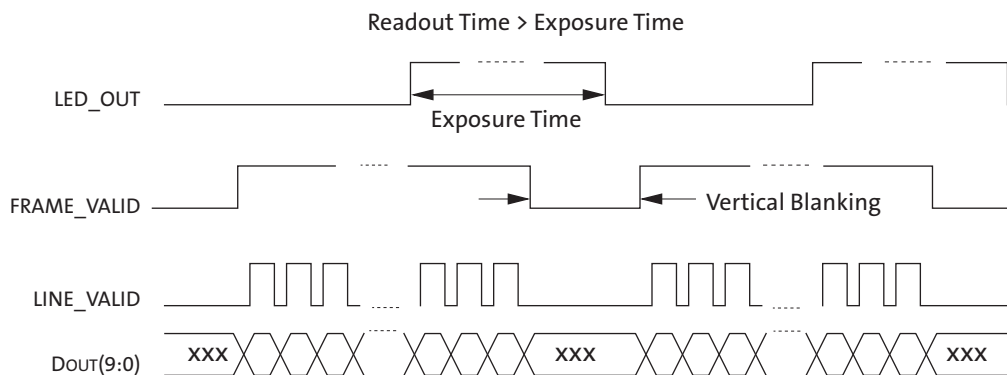 Readout Time > Exposure Time
LED_OUT
Exposure Time
FRAME_VALID
Vertical Blanking
LINE_VALID
DOUT(9:0)
XXX
XXX
XXX